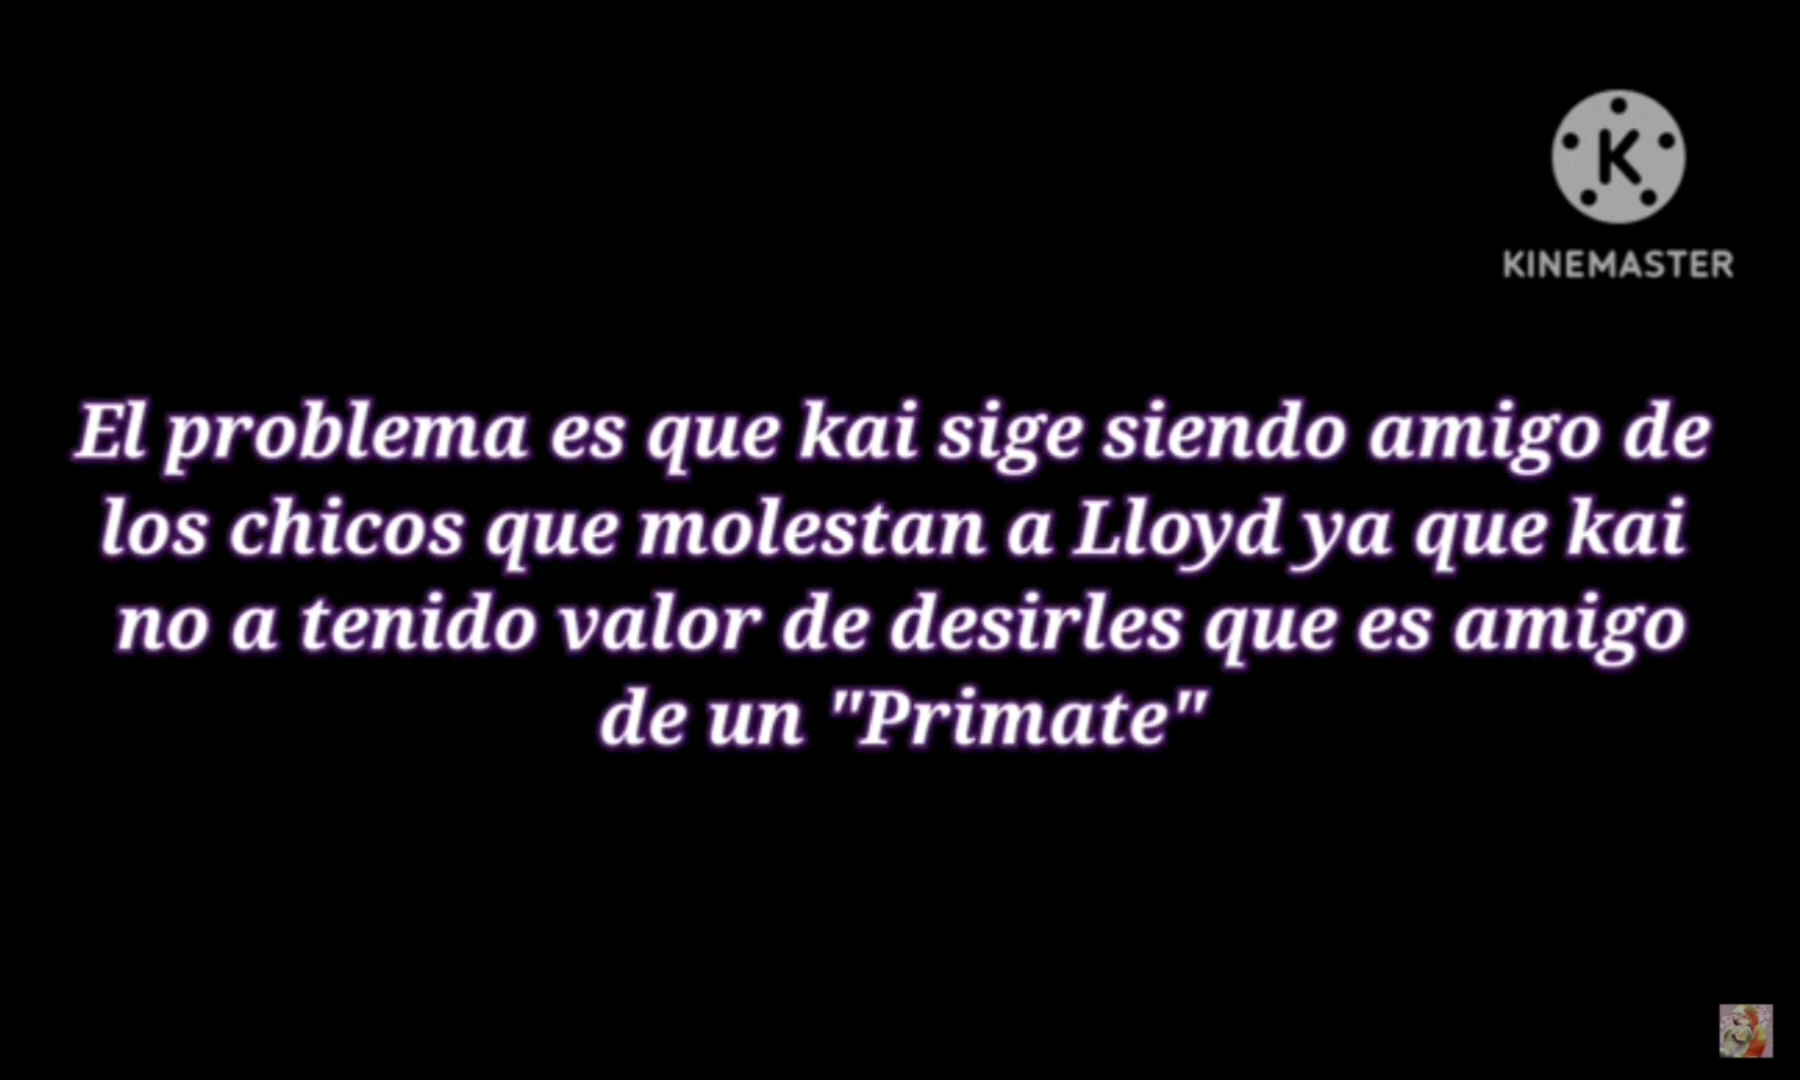 K
KINEMASTER
El problema es que kai sige siendo amigo de
los chicos que molestan a Lloyd ya que kai
no a tenido valor de desirles que es amigo
de un "Primate"